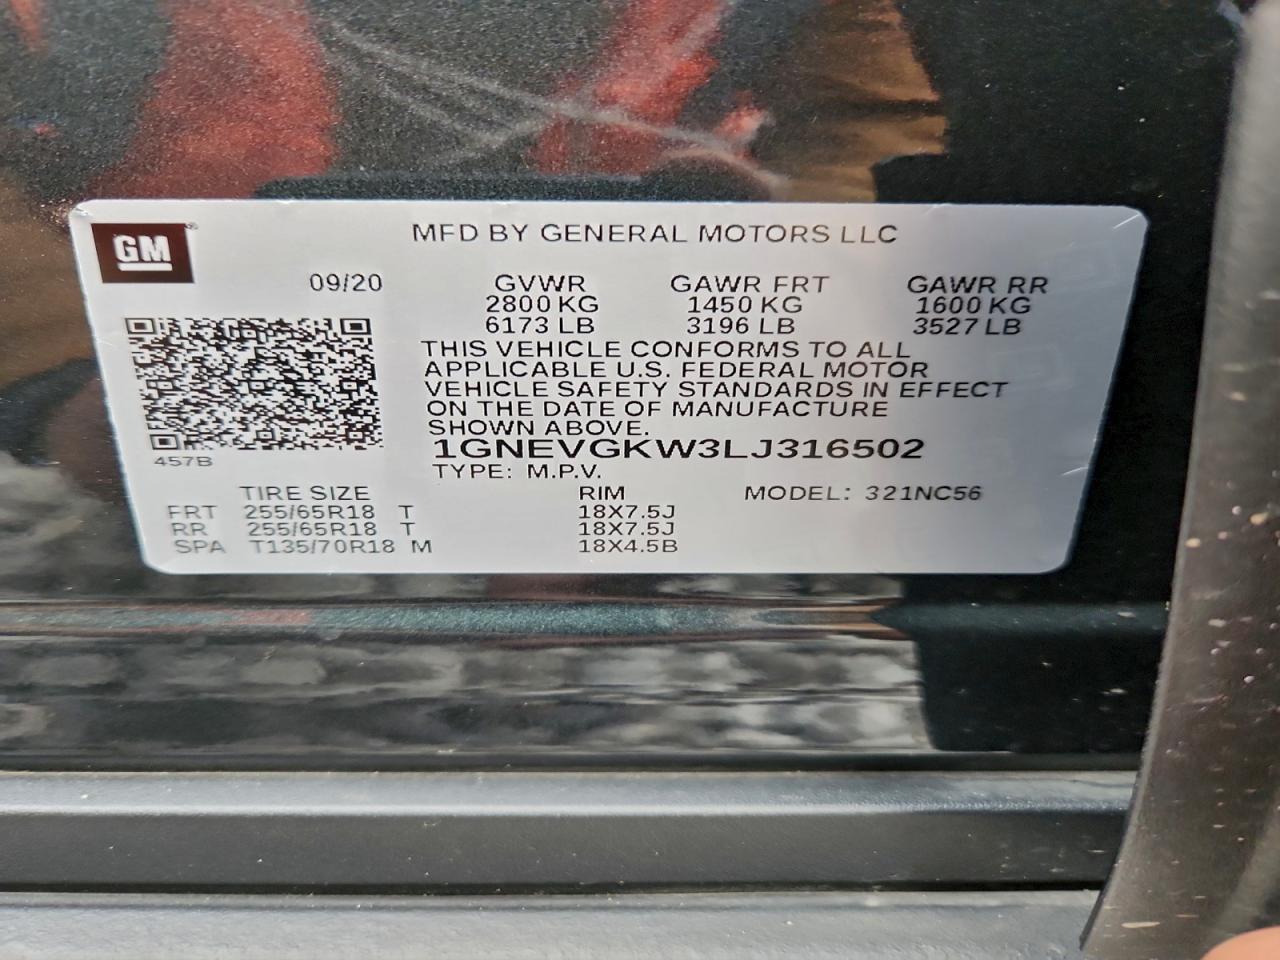 GM®
MFD BY GENERAL MOTORS LLC
09/20 GVWR GAWR FRT GAWR RR
2800 KG 1450 KG 1600 KG
6173 LB 3196 LB 3527 LB
THIS VEHICLE CONFORMS TO ALL
APPLICABLE U.S. FEDERAL MOTOR
VEHICLE SAFETY STANDARDS IN EFFECT
ON THE DATE OF MANUFACTURE
SHOWN ABOVE.
1GNEVGKW3LJ316502
457B
TYPE: M.P.V.
TIRE SIZE RIM MODEL: 321NC56
FRT 255/65R18 T 18X7.5J
RR 255/65R18 T 18X7.5J
SPA T135/70R18 M 18X4.5B